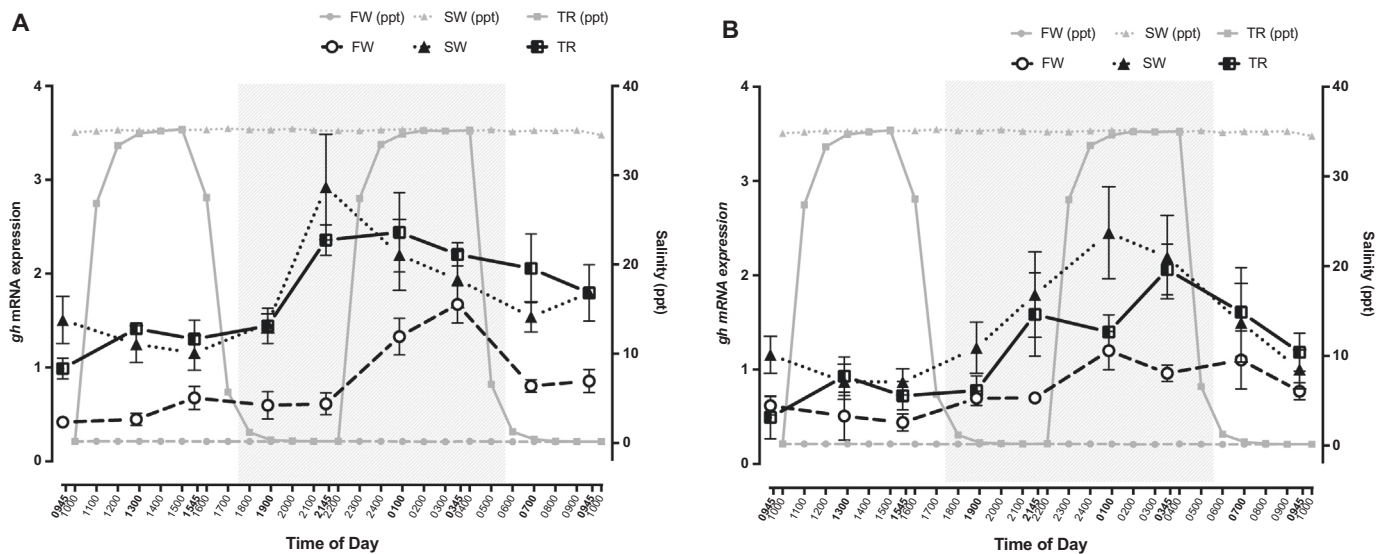 A
FW (ppt) SW (ppt) TR (ppt)
FW SW TR
4
3
2
1
0
gh mRNA expression
40
30
20
10
0
Salinity (ppt)
0945 1000 1100 1200 1300 1400 1500 1545 1600 1700 1800 1900 2000 2100 2145 2200 2300 2400 0100 0200 0300 0345 0400 0500 0600 0700 0800 0900 0945 1000
Time of Day
B
FW (ppt) SW (ppt) TR (ppt)
FW SW TR
4
3
2
1
0
gh mRNA expression
40
30
20
10
0
Salinity (ppt)
0945 1000 1100 1200 1300 1400 1500 1545 1600 1700 1800 1900 2000 2100 2145 2200 2300 2400 0100 0200 0300 0345 0400 0500 0600 0700 0800 0900 0945 1000
Time of Day